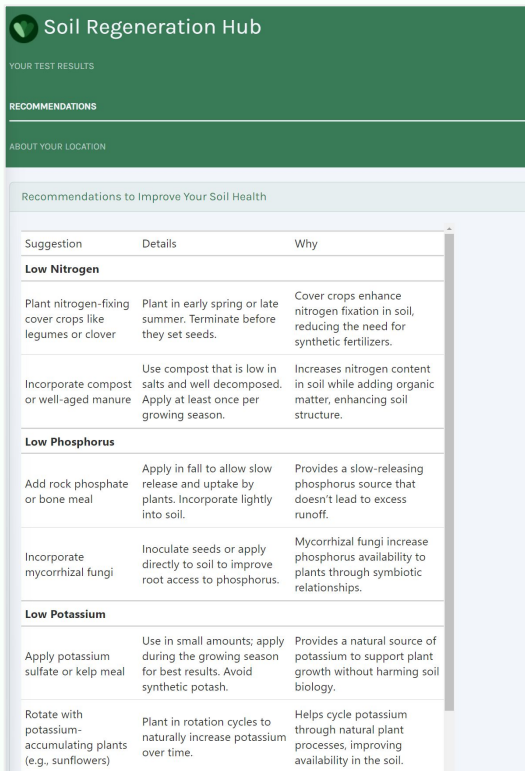 Soil Regeneration Hub
YOUR TEST RESULTS
RECOMMENDATIONS
ABOUT YOUR LOCATION
Recommendations to Improve Your Soil Health
Suggestion Details Why
Low Nitrogen
Plant nitrogen-fixing
cover crops like
legumes or clover
Plant in early spring or late
summer. Terminate before
they set seeds.
Cover crops enhance
nitrogen fixation in soil,
reducing the need for
synthetic fertilizers.
Incorporate compost
or well-aged manure
Use compost that is low in
salts and well decomposed.
Apply at least once per
growing season.
Increases nitrogen content
in soil while adding organic
matter, enhancing soil
structure.
Low Phosphorus
Add rock phosphate
or bone meal
Apply in fall to allow slow
release and uptake by
plants. Incorporate lightly
into soil.
Provides a slow-releasing
phosphorus source that
doesn't lead to excess
runoff.
Incorporate
mycorrhizal fungi
Inoculate seeds or apply
directly to soil to improve
root access to phosphorus.
Mycorrhizal fungi increase
phosphorus availability to
plants through symbiotic
relationships.
Low Potassium
Apply potassium
sulfate or kelp meal
Use in small amounts; apply
during the growing season
for best results. Avoid
synthetic potash.
Provides a natural source of
potassium to support plant
growth without harming soil
biology.
Rotate with
potassium-
accumulating plants
(e.g., sunflowers)
Plant in rotation cycles to
naturally increase potassium
over time.
Helps cycle potassium
through natural plant
processes, improving
availability in the soil.